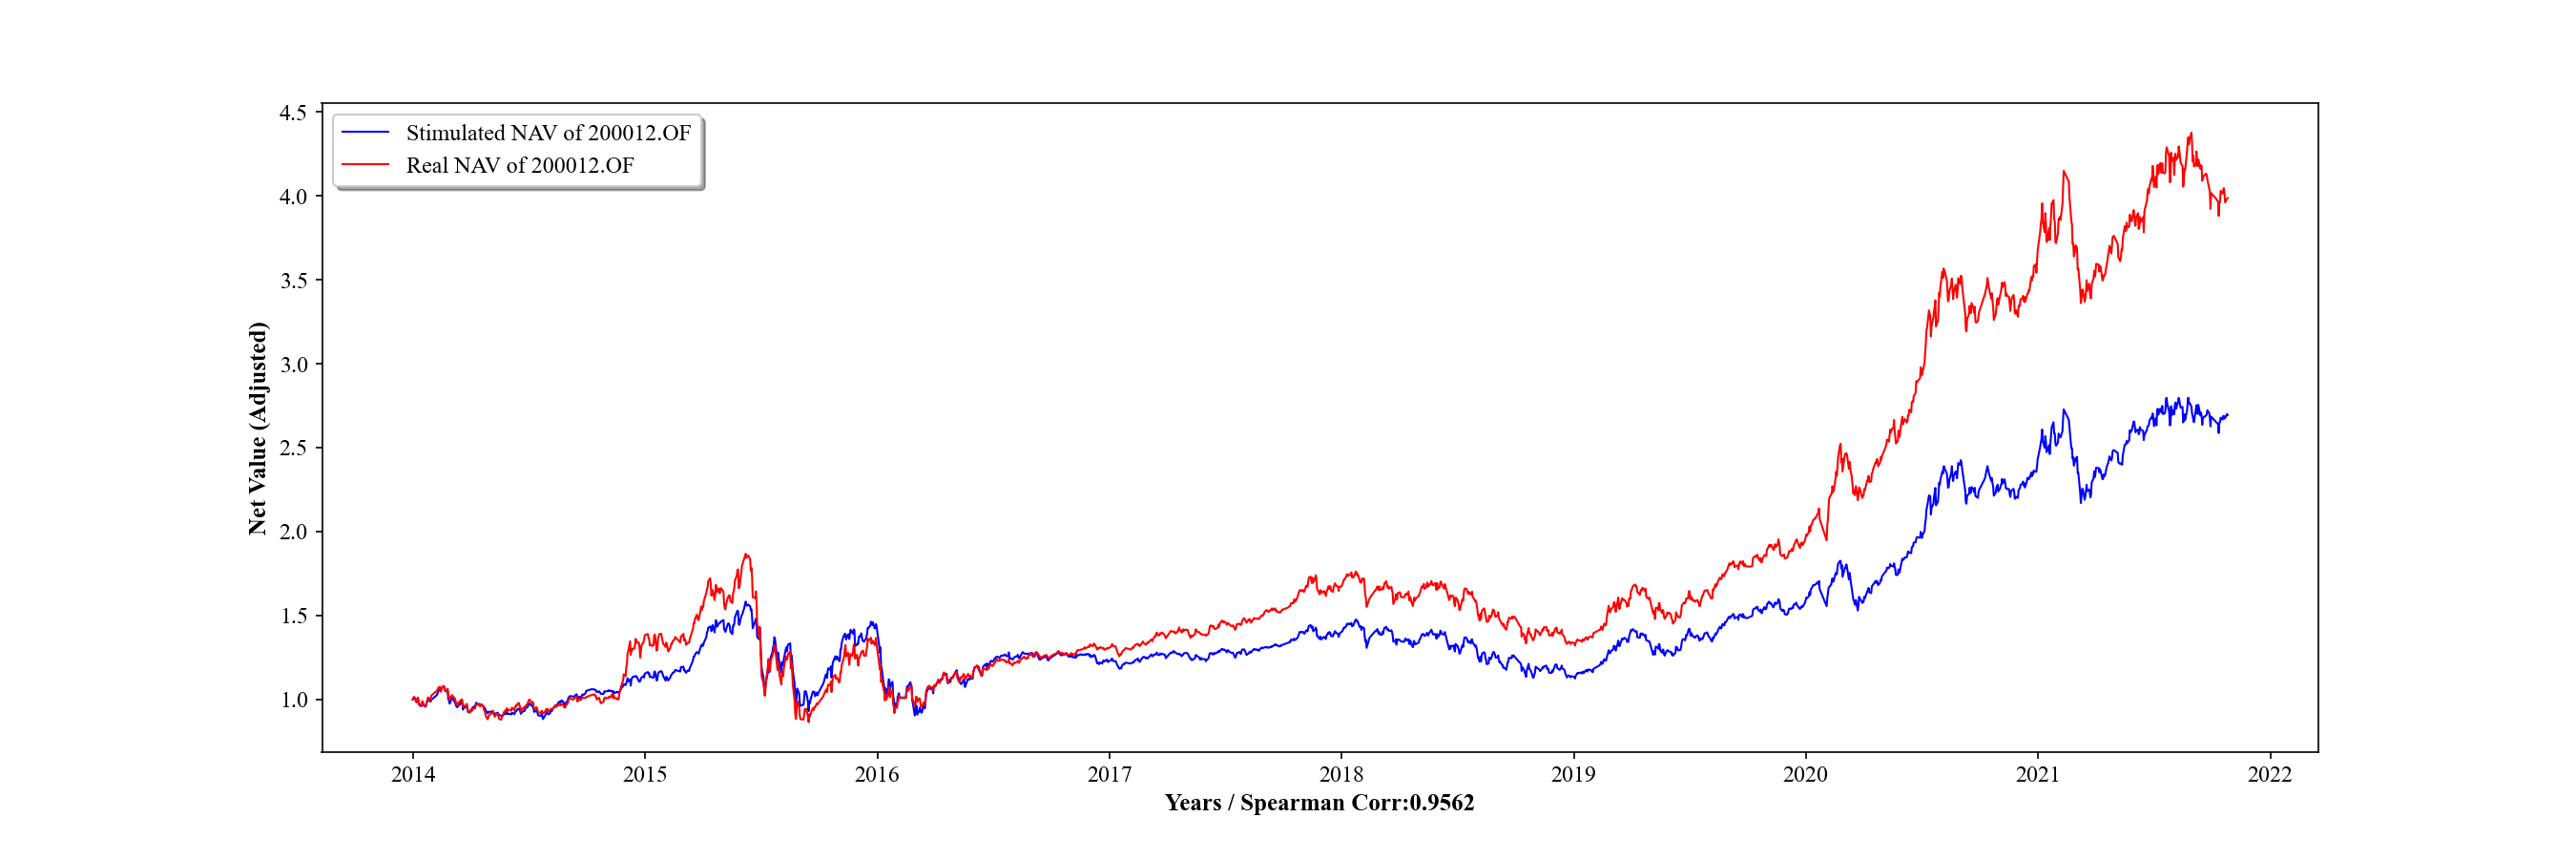 Stimulated NAV of 200012.OF
Real NAV of 200012.OF
4.5
4.0
3.5
3.0
2.5
2.0
1.5
1.0
Net Value (Adjusted)
2014 2015 2016 2017 2018 2019 2020 2021 2022
Years / Spearman Corr:0.9562